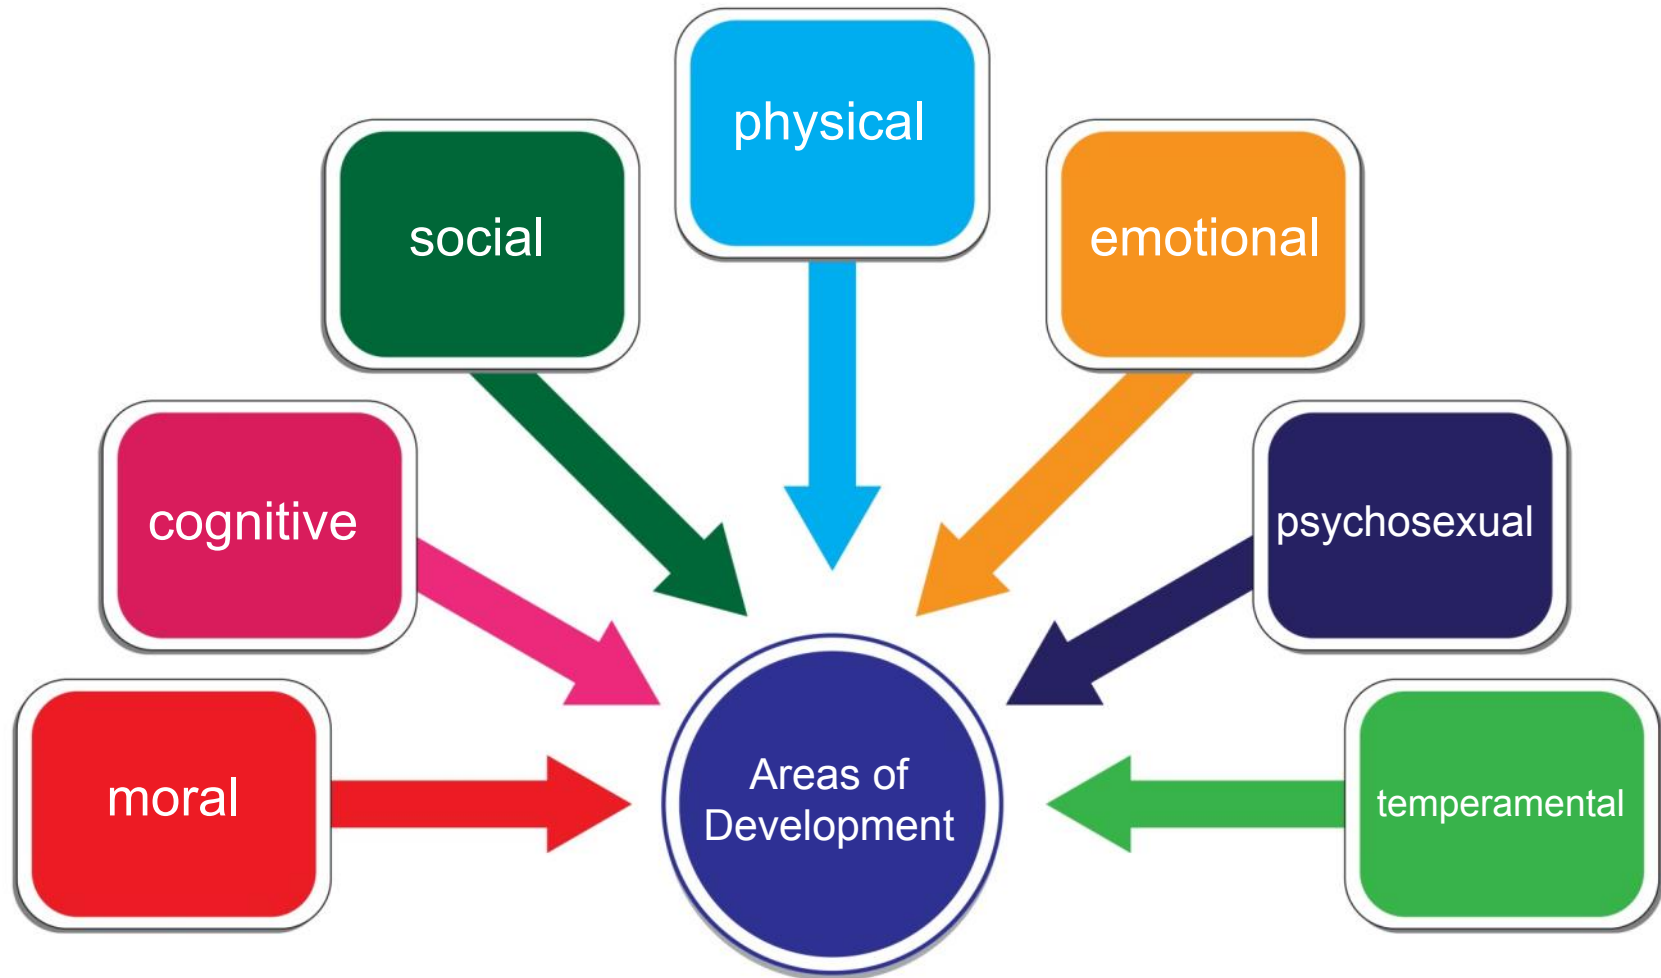 physical
social
emotional
cognitive
psychosexual
moral
temperamental
Areas of
Development